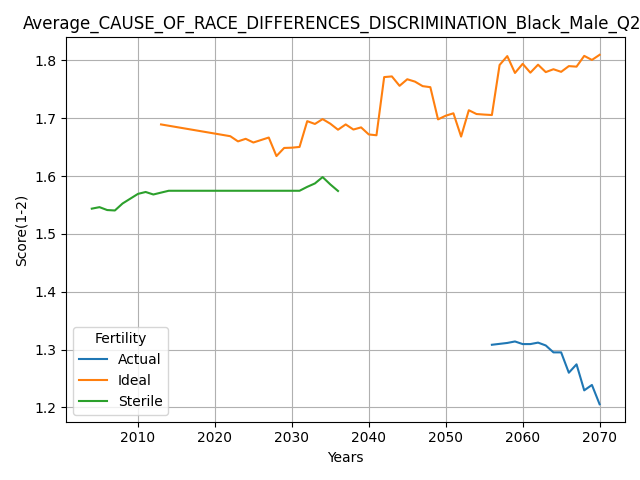 Average_CAUSE_OF_RACE_DIFFERENCES_DISCRIMINATION_Black_Male_Q2
1.8
1.7
1.6
1.5
1.4
1.3
1.2
Score(1-2)
Fertility
Actual
Ideal
Sterile
2010 2020 2030 2040 2050 2060 2070
Years